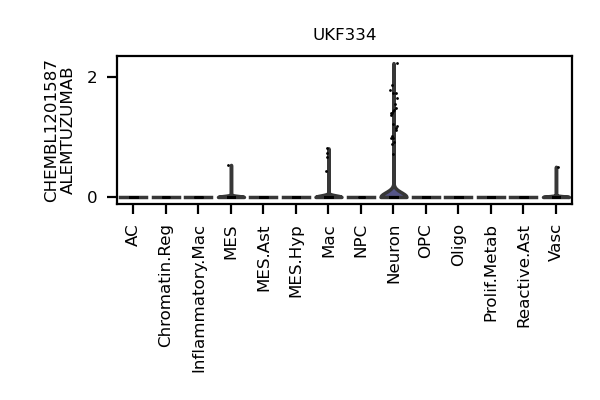 UKF334
CHEMBL1201587
ALEMTUZUMAB
2
0
AC
Chromatin.Reg
Inflammatory.Mac
MES
MES.Ast
MES.Hyp
Mac
NPC
Neuron
OPC
Oligo
Prolif.Metab
Reactive.Ast
Vasc